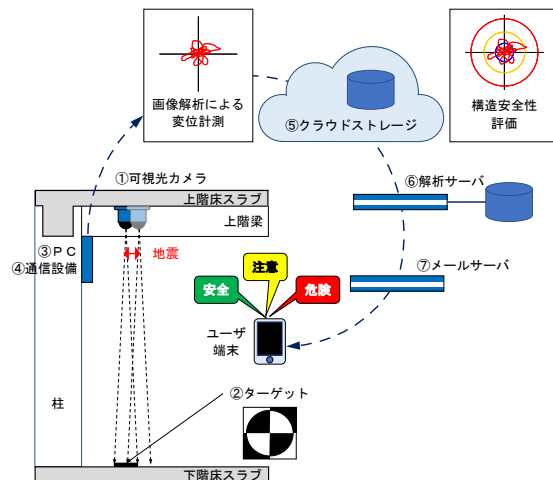 画像解析による
変位計測
⑤クラウドストレージ
構造安全性
評価
①可視光カメラ
上階床スラブ
上階梁
⑥解析サーバ
③ＰＣ
④通信設備
地震
注意
安全
危険
⑦メールサーバ
ユーザ
端末
柱
②ターゲット
下階床スラブ